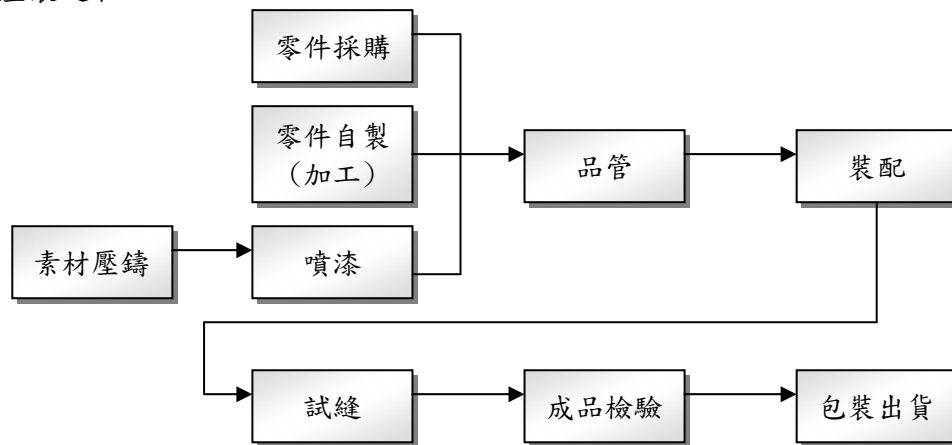 零件採購
零件自製
（加工）
品管
裝配
素材壓鑄
噴漆
試縫
成品檢驗
包裝出貨